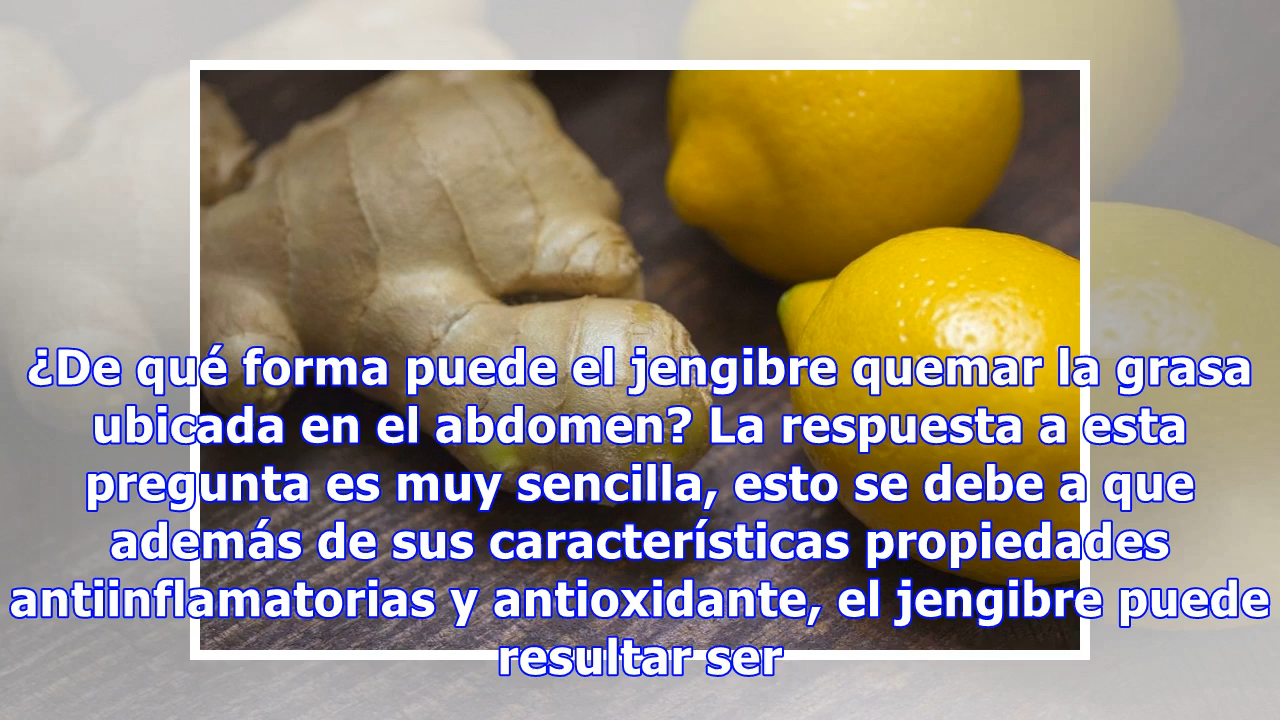 ¿De qué forma puede el jengibre quemar la grasa
ubicada en el abdomen? La respuesta a esta
pregunta es muy sencilla, esto se debe a que
además de sus características propiedades
antiinflamatorias y antioxidante, el jengibre puede
resultar ser